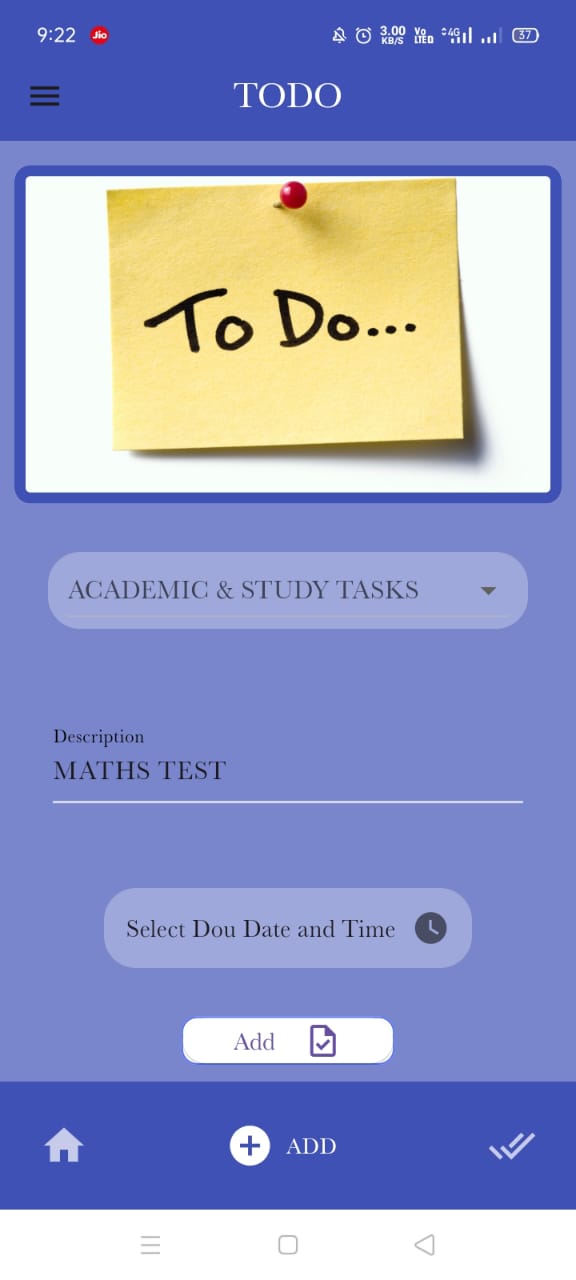 9:22 Jio 3.00 KB/S Vo LTED 4G 37
TODO
To Do...
ACADEMIC & STUDY TASKS
Description
MATHS TEST
Select Dou Date and Time
Add
ADD